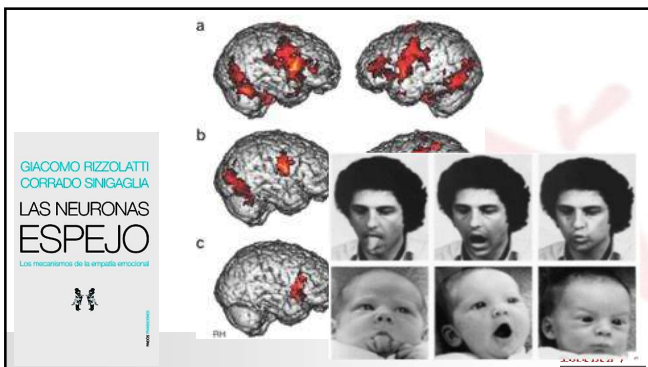 a
GIACOMO RIZZOLATTI
CORRADO SINIGAGLIA
LAS NEURONAS
ESPEJO
Los mecanismos de la empatía emocional
b
c
RH